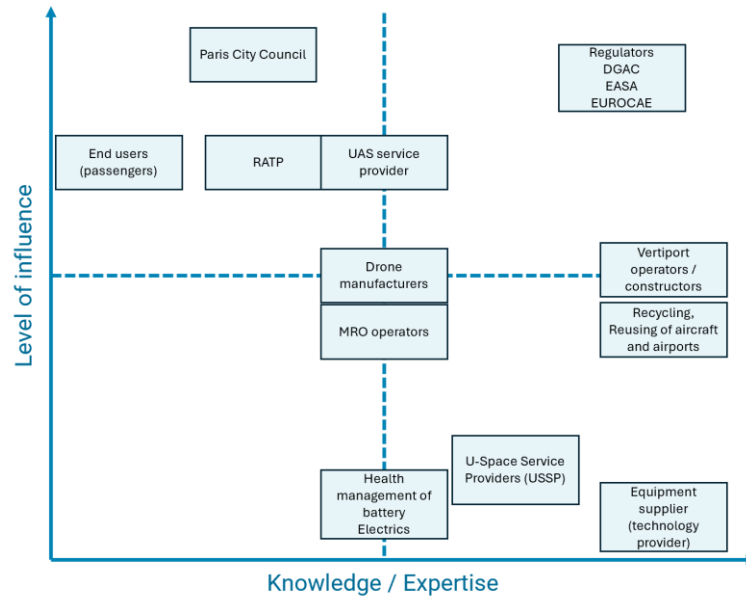 Paris City Council
Regulators
DGAC
EASA
EUROCAE
End users
(passengers)
RATP
UAS service
provider
Level of influence
Drone
manufacturers
Vertiport
operators /
constructors
MRO operators
Recycling,
Reusing of aircraft
and airports
U-Space Service
Providers (USSP)
Health
management of
battery
Electrics
Equipment
supplier
(technology
provider)
Knowledge / Expertise